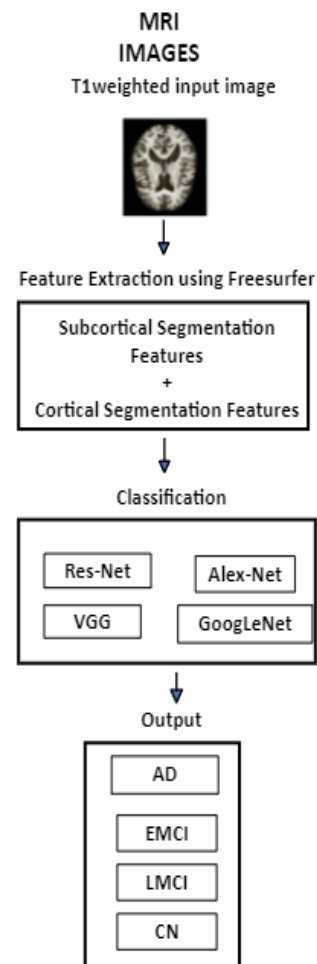 MRI
IMAGES
T1weighted input image
Feature Extraction using Freesurfer
Subcortical Segmentation
Features
+
Cortical Segmentation Features
Classification
Res-Net
Alex-Net
VGG
GoogLeNet
Output
AD
EMCI
LMCI
CN